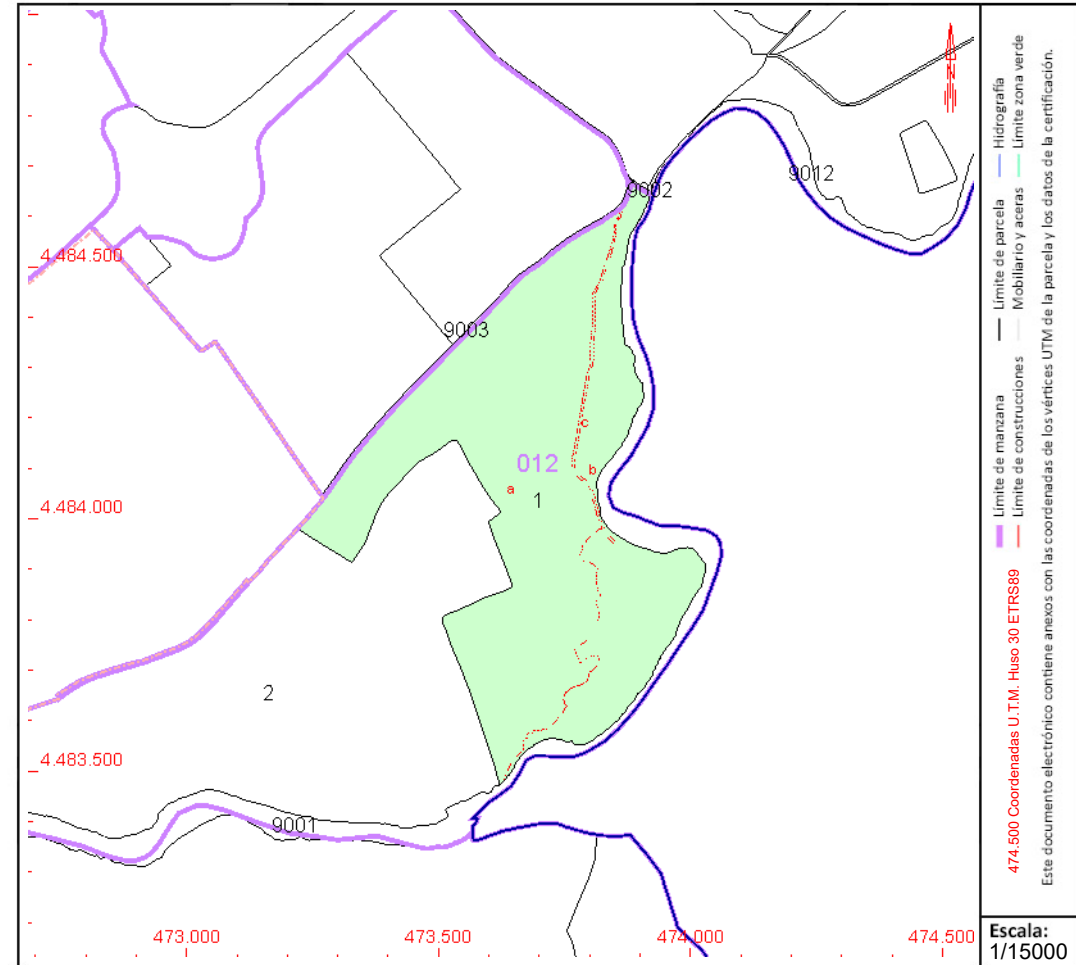 9002
9012
4.484.500
9003
c
012
b
a
1
4.484.000
2
4.483.500
9001
473.000
473.500
474.000
474.500
Hidrografía
Límite zona verde
Límite de parcela
Mobiliario y aceras
Límite de manzana
Límite de construcciones
474.500 Coordenadas U.T.M. Huso 30 ETRS89
Este documento electrónico contiene anexos con las coordenadas de los vértices UTM de la parcela y los datos de la certificación.
Escala:
1/15000